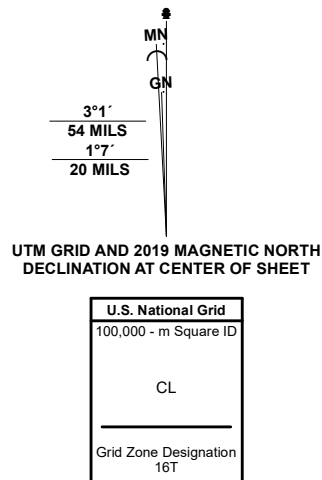 MN
GN
3°1´
54 MILS
1°7´
20 MILS
UTM GRID AND 2019 MAGNETIC NORTH
DECLINATION AT CENTER OF SHEET
U.S. National Grid
100,000 - m Square ID
CL
Grid Zone Designation
16T